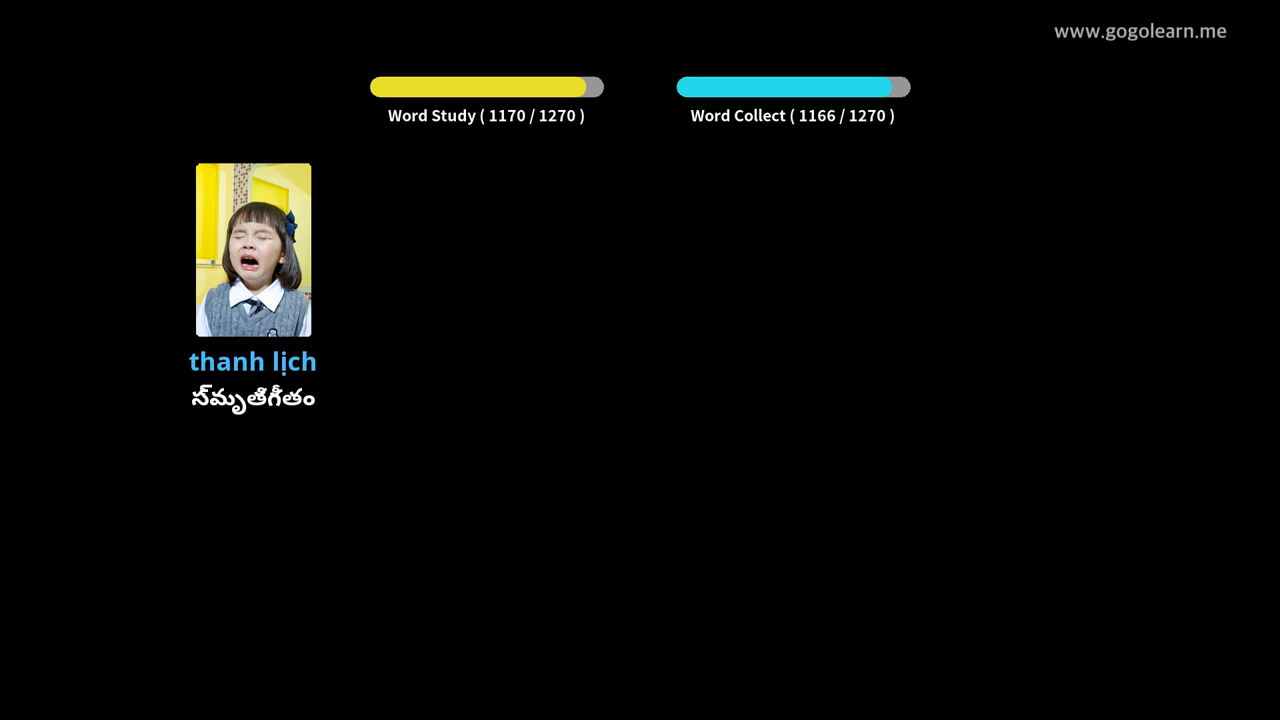 www.gogolearn.me
Word Study ( 1170 / 1270 )
Word Collect ( 1166 / 1270 )
thanh lịch
స్మృతిగీతం